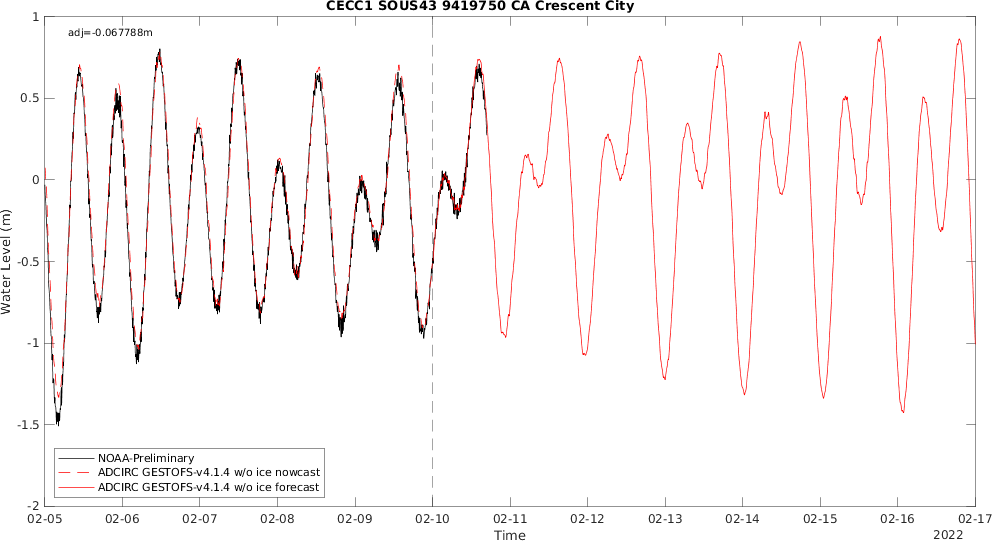 CECC1 SOUS43 9419750 CA Crescent City
adj=-0.067788m
1
0.5
0
-0.5
-1
-1.5
-2
Water Level (m)
NOAA-Preliminary
ADCIRC GESTOFS-v4.1.4 w/o ice nowcast
ADCIRC GESTOFS-v4.1.4 w/o ice forecast
02-05 02-06 02-07 02-08 02-09 02-10 02-11 02-12 02-13 02-14 02-15 02-16 02-17
Time
2022